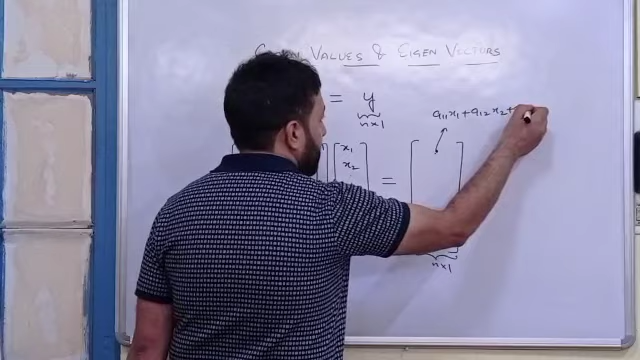 VALUES & EIGEN VECTORS
= y
n×1
a11x1+a12x2+
x1
x2
=
n×1